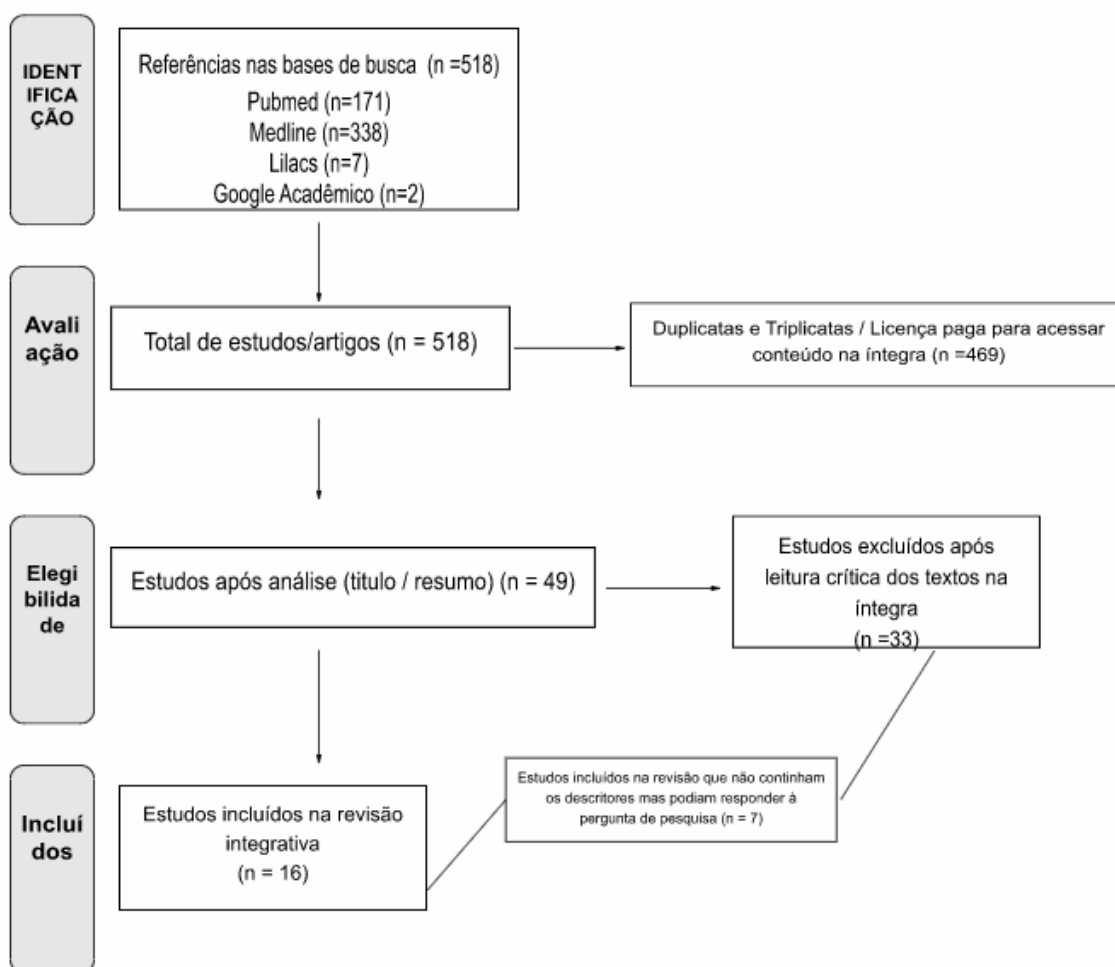 IDENT
IFICA
ÇÃO
Referências nas bases de busca (n =518)
Pubmed (n=171)
Medline (n=338)
Lilacs (n=7)
Google Acadêmico (n=2)
Avali
ação
Total de estudos/artigos (n = 518)
Duplicatas e Triplicatas / Licença paga para acessar
conteúdo na íntegra (n =469)
Elegi
bilida
de
Estudos após análise (titulo / resumo) (n = 49)
Estudos excluídos após
leitura crítica dos textos na
íntegra
(n =33)
Incluí
dos
Estudos incluídos na revisão
integrativa
(n = 16)
Estudos incluídos na revisão que não continham
os descritores mas podiam responder à
pergunta de pesquisa (n = 7)